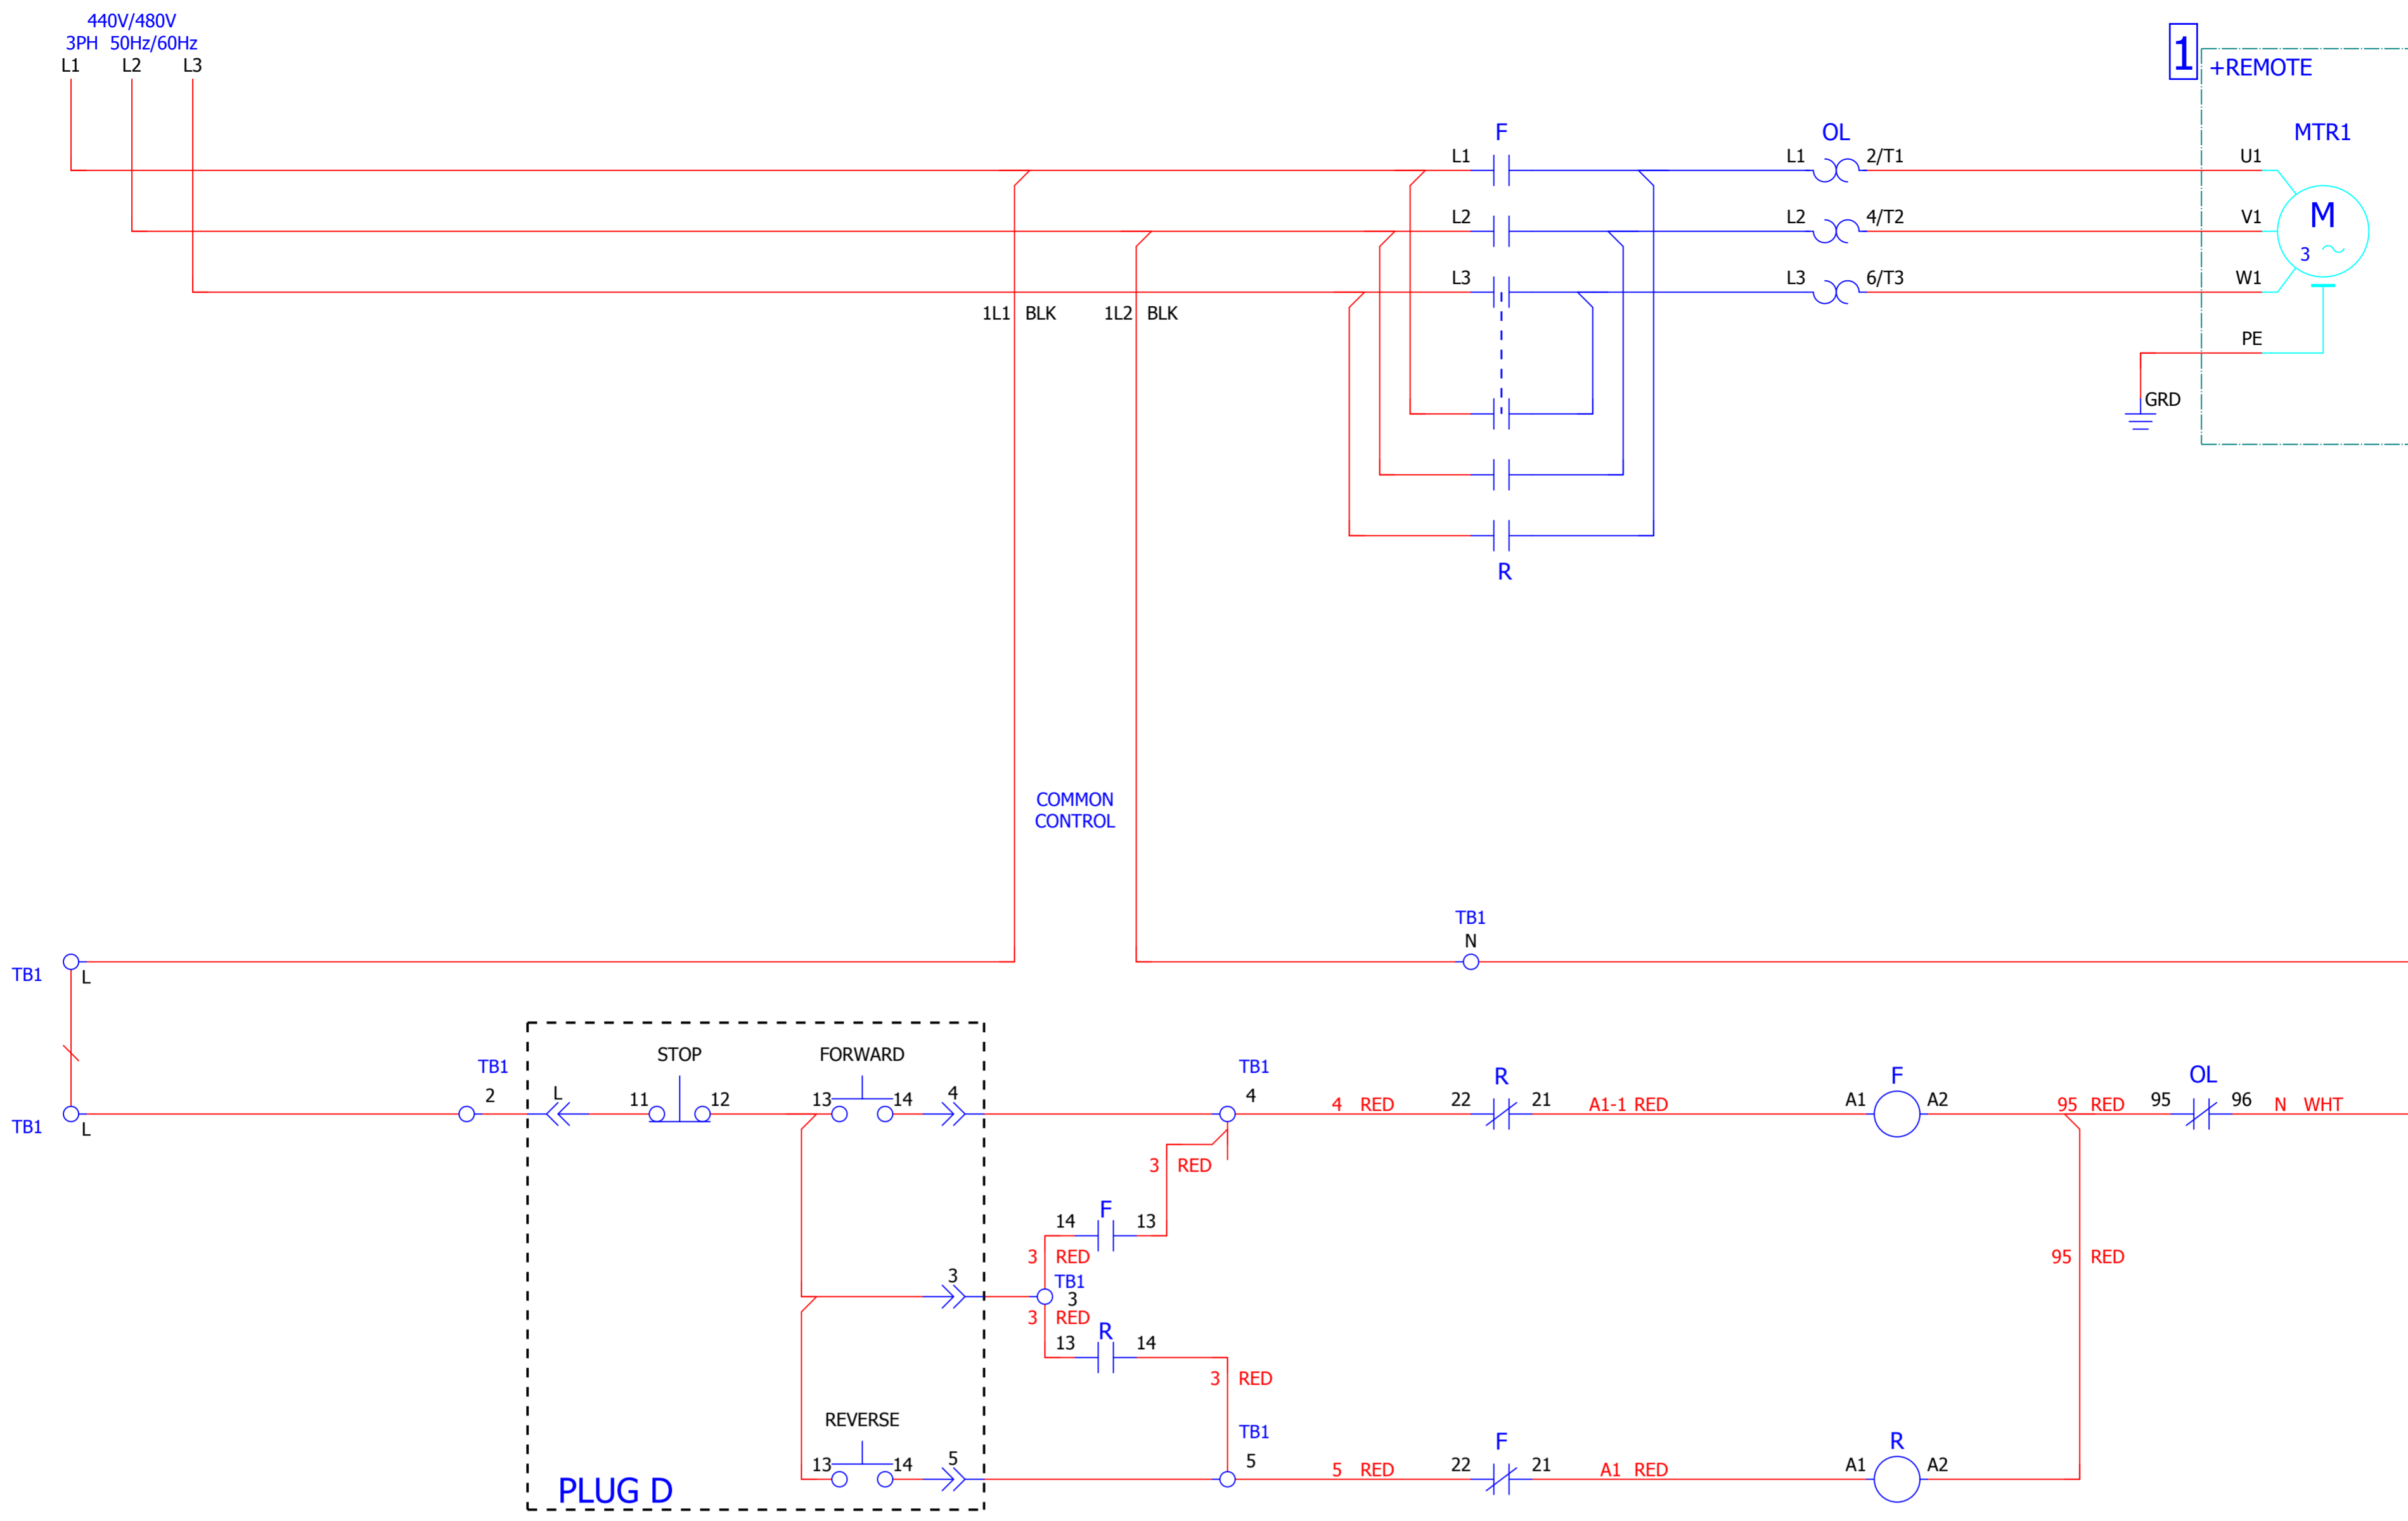 440V/480V
3PH 50Hz/60Hz
L1 L2 L3
1
+REMOTE
F OL MTR1
L1 L1 2/T1 U1
L2 L2 4/T2 V1
M
3
L3 L3 6/T3 W1
1L1 BLK 1L2 BLK
PE
GRD
R
COMMON
CONTROL
TB1
N
TB1 L
STOP FORWARD
TB1 TB1 R F OL
2 L 11 12 13 14 4 4 4 RED 22 21 A1-1 RED A1 A2 95 RED 95 96 N WHT
TB1 L
3 RED
F
14 13
3 RED 95 RED
3 TB1
3
3 RED
R
13 14
3 RED
REVERSE
TB1 F R
13 14 5 5 5 RED 22 21 A1 RED A1 A2
PLUG D